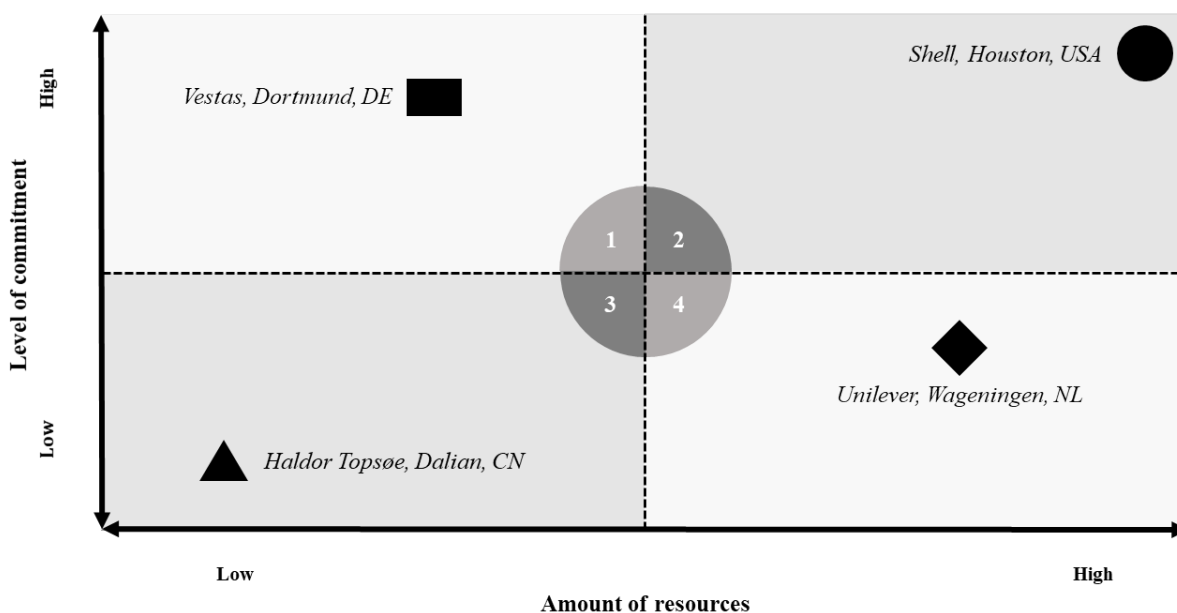 High
Shell, Houston, USA
Vestas, Dortmund, DE
Level of commitment
1 2
3 4
Unilever, Wageningen, NL
Low
Haldor Topsøe, Dalian, CN
Low High
Amount of resources